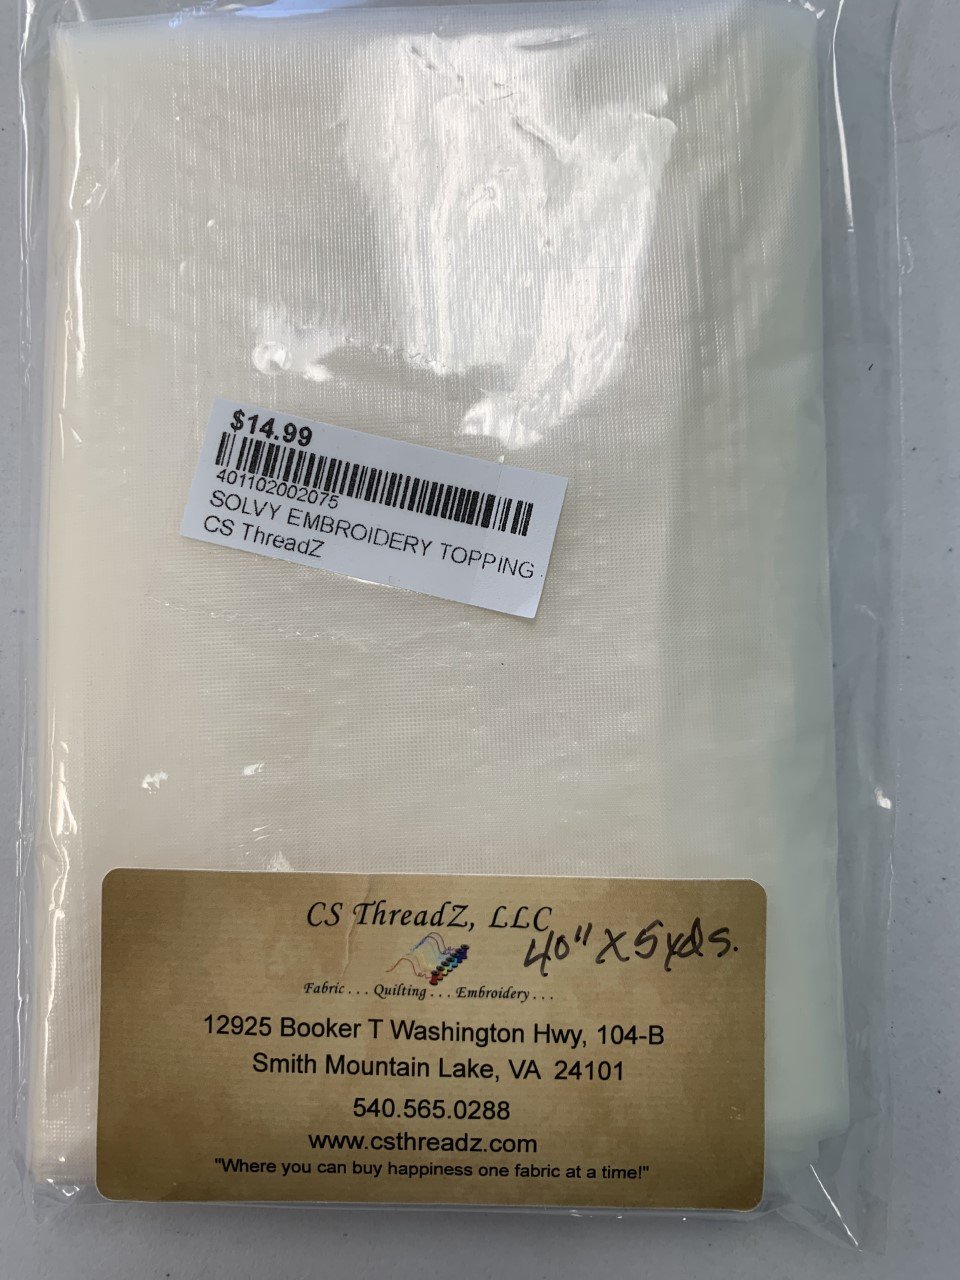 $14.99
401102002075
SOLVY EMBROIDERY TOPPING
CS ThreadZ
CS ThreadZ, LLC
40" X 5 yds.
Fabric . . . Quilting . . . Embroidery . . .
12925 Booker T Washington Hwy, 104-B
Smith Mountain Lake, VA 24101
540.565.0288
www.csthreadz.com
"Where you can buy happiness one fabric at a time!"